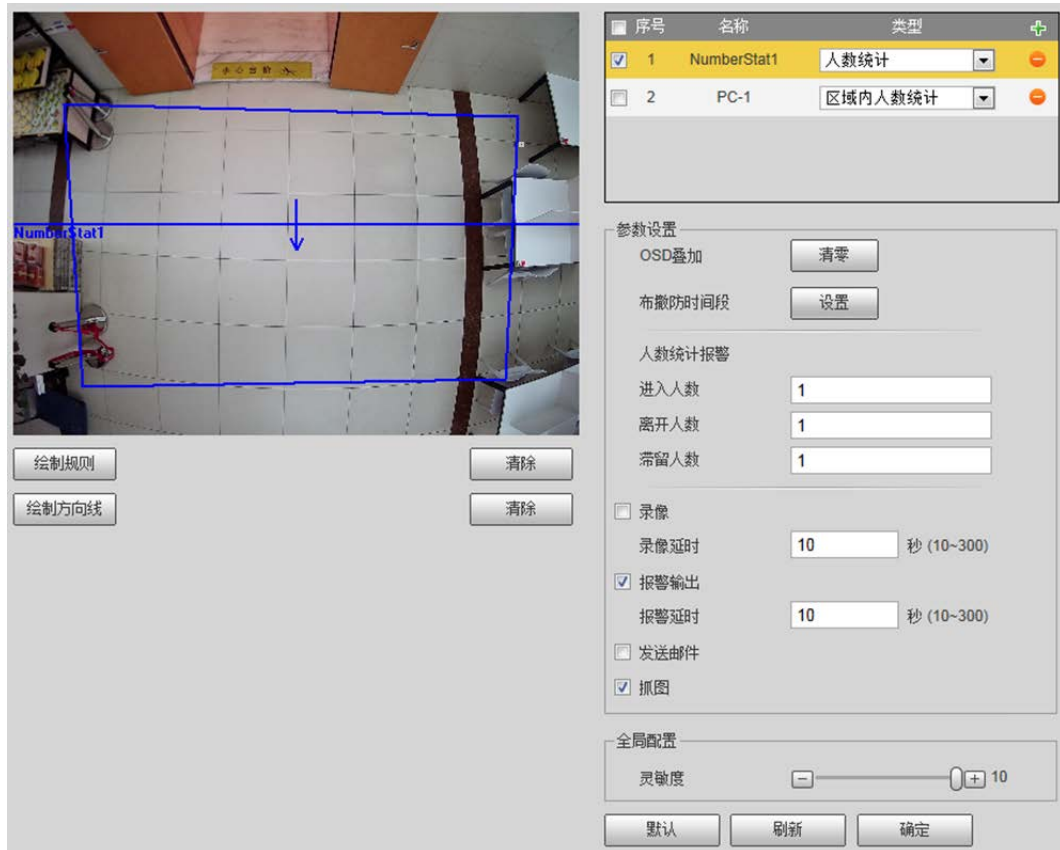 小心台阶
NumberStat1
绘制规则 清除
绘制方向线 清除
序号 名称 类型
1 NumberStat1 人数统计
2 PC-1 区域内人数统计
参数设置
OSD叠加 清零
布撤防时间段 设置
人数统计报警
进入人数 1
离开人数 1
滞留人数 1
录像
录像延时 10 秒 (10~300)
报警输出
报警延时 10 秒 (10~300)
发送邮件
抓图
全局配置
灵敏度 10
默认 刷新 确定